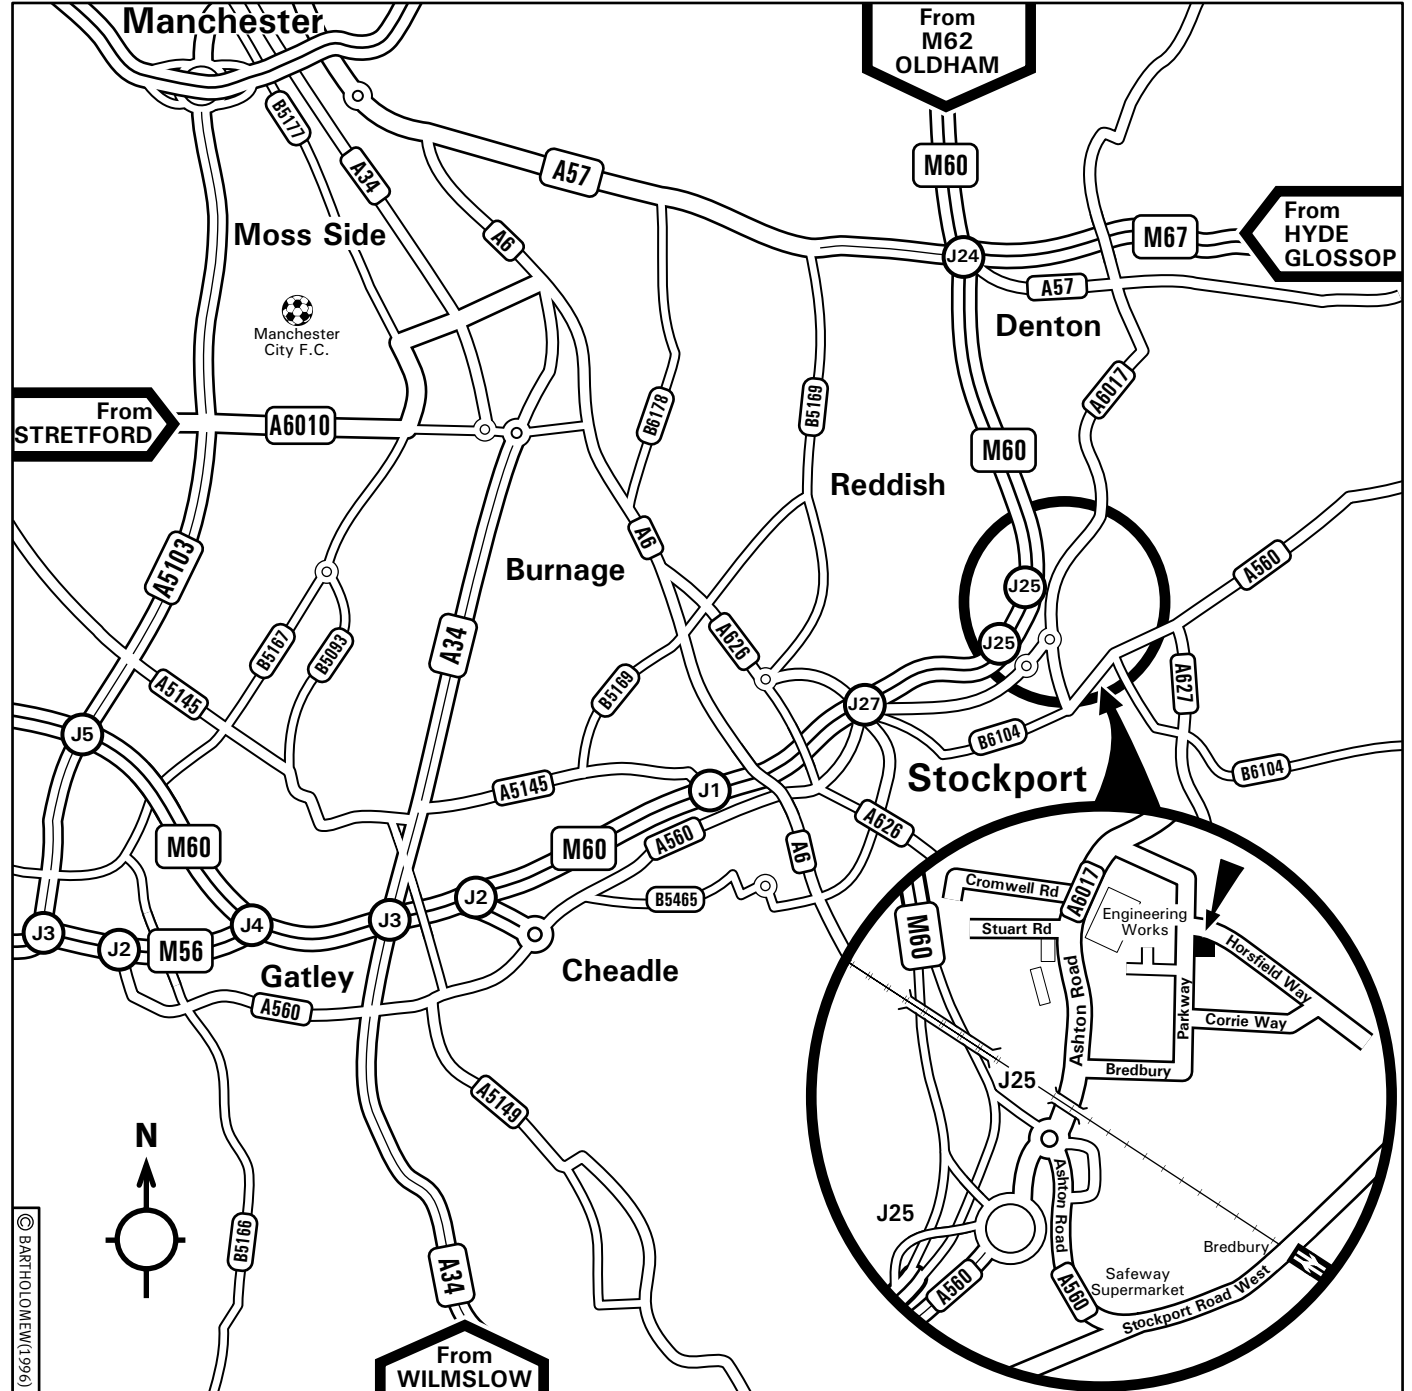 Manchester
From
M62
OLDHAM
B5177
A34
A57
M60
From
HYDE
GLOSSOP
M67
Moss Side
A6
J24
A57
Denton
Manchester
City F.C.
A6017
B6178
B5169
From
STRETFORD
A6010
M60
Reddish
A6
A5103
Burnage
A560
J25
J25
B5167
B5093
A34
A626
A5145
B5169
A627
J27
J5
B6104
B6104
Stockport
A5145
J1
M60
M60
A560
A6
A626
J2
B5465
J3
J4
J3
J2
M56
Gatley
Cheadle
A560
A5149
N
B5166
A34
From
WILMSLOW
© BARTHOLOMEW(1996)
Cromwell Rd
A6017
Stuart Rd
Engineering
Works
M60
Horsfield Way
Ashton Road
Parkway
Corrie Way
Bredbury
J25
Ashton Road
J25
Bredbury
Safeway
Supermarket
A560
A560
Stockport Road West